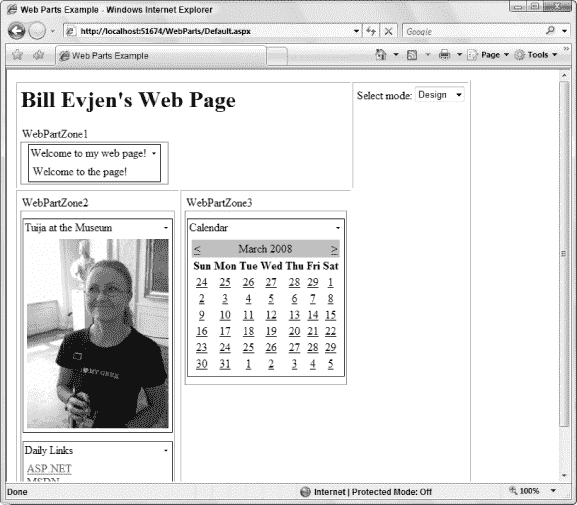 Web Parts Example - Windows Internet Explorer
http://localhost:51674/WebParts/Default.aspx
Google
Web Parts Example
Page
Tools
Bill Evjen's Web Page
Select mode: Design
WebPartZone1
Welcome to my web page!
Welcome to the page!
WebPartZone2
WebPartZone3
Tuija at the Museum
I ♥ MY GEEK
Calendar
< March 2008 >
Sun Mon Tue Wed Thu Fri Sat
24 25 26 27 28 29 1
2 3 4 5 6 7 8
9 10 11 12 13 14 15
16 17 18 19 20 21 22
23 24 25 26 27 28 29
30 31 1 2 3 4 5
Daily Links
ASP.NET
MSDN
Done
Internet | Protected Mode: Off
100%